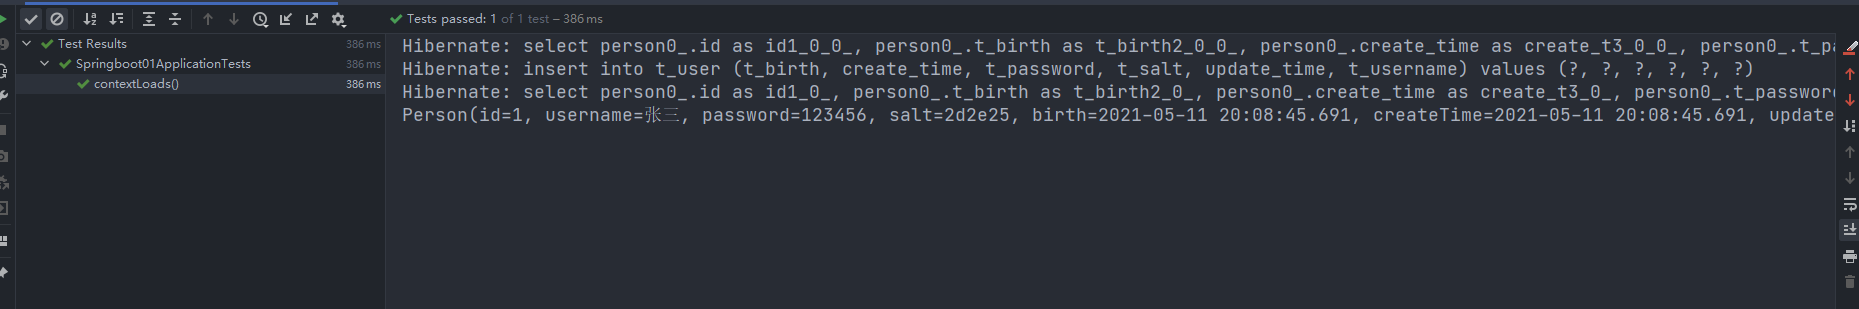 Tests passed: 1 of 1 test – 386 ms
Test Results 386 ms
Springboot01ApplicationTests 386 ms
contextLoads() 386 ms
Hibernate: select person0_.id as id1_0_0_, person0_.t_birth as t_birth2_0_0_, person0_.create_time as create_t3_0_0_, person0_.t_pa
Hibernate: insert into t_user (t_birth, create_time, t_password, t_salt, update_time, t_username) values (?, ?, ?, ?, ?, ?)
Hibernate: select person0_.id as id1_0_, person0_.t_birth as t_birth2_0_, person0_.create_time as create_t3_0_, person0_.t_password
Person(id=1, username=张三, password=123456, salt=2d2e25, birth=2021-05-11 20:08:45.691, createTime=2021-05-11 20:08:45.691, update